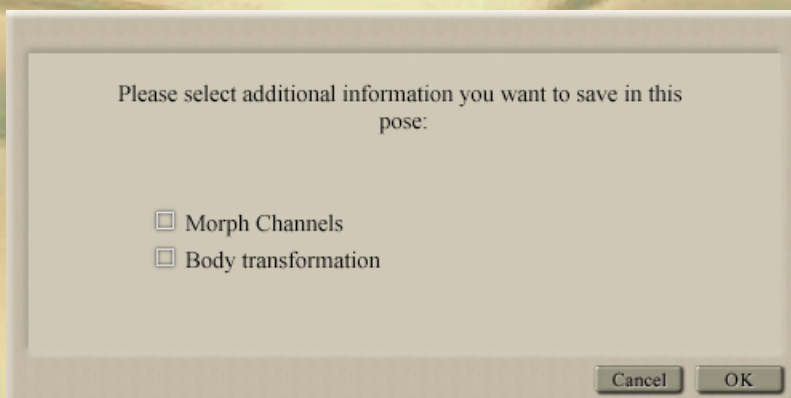 Please select additional information you want to save in this
pose:
Morph Channels
Body transformation
Cancel OK